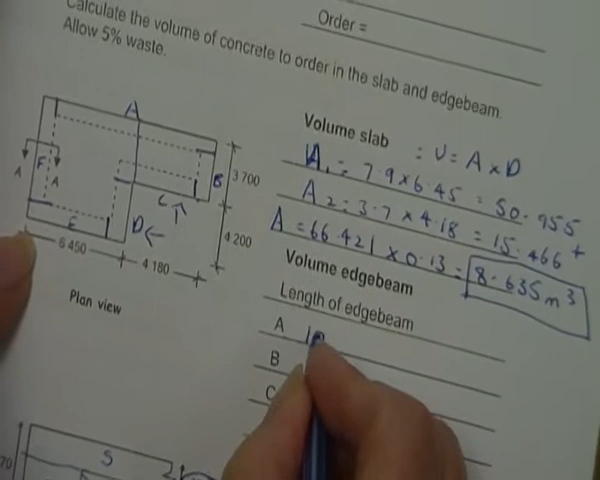 Order =
Calculate the volume of concrete to order in the slab and edgebeam.
Allow 5% waste.
Volume slab : V = A x D
A1 = 7.9 x 6.45 = 50.955
A2 = 3.7 x 4.18 = 15.466 +
A = 66.421 x 0.13 = 8.635 m³
Volume edgebeam
Length of edgebeam
A 10
B
C
A
B
3 700
C
F
A
A
D
E
4 200
6 450
4 180
Plan view
S
70